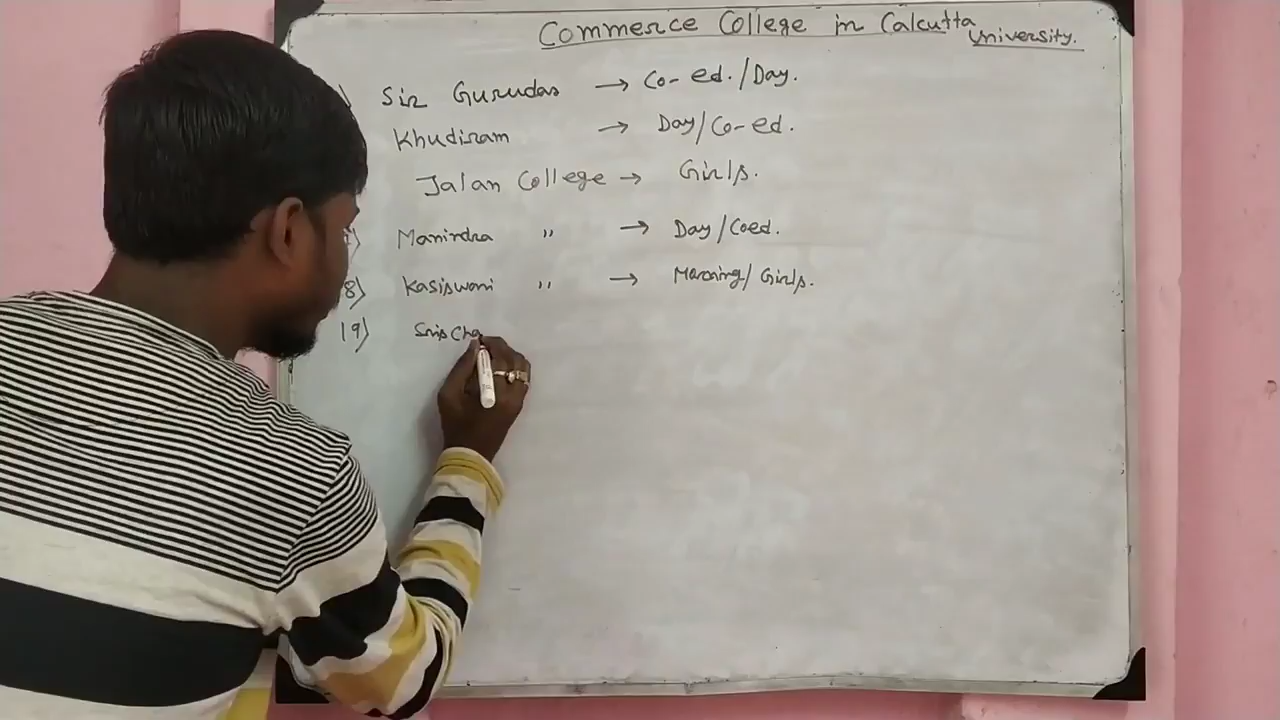 Commerce College in Calcutta University.
) Sir Gurudas → Co-ed./Day.
Khudiram → Day/Co-ed.
Jalan College → Girls.
) Manindra " → Day/Coed.
8) Kasiswari " → Morning/Girls.
19) Sris Cha